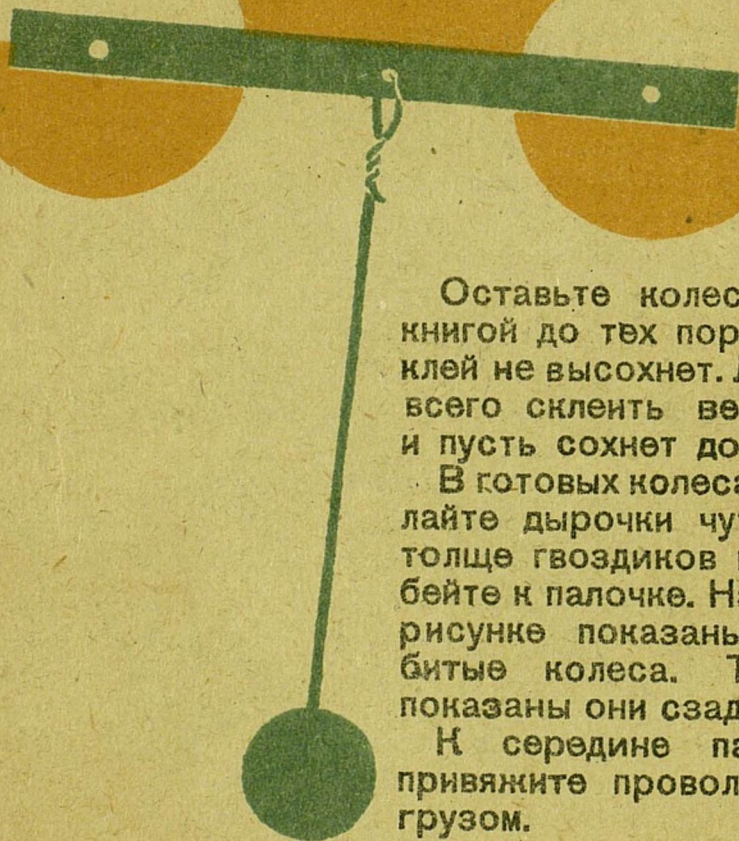 Оставьте колес
книгой до тех пор
клей не высохнет.
всего склеить ве
и пусть сохнет до
В готовых колеса
лайте дырочки чу
толще гвоздиков
бейте к палочке. Н
рисунке показаны
битые колеса. Т
показаны они сзад
К середине па
привяжите провол
грузом.